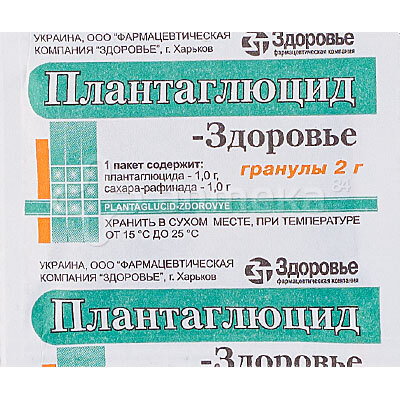 УКРАИНА, ООО "ФАРМАЦЕВТИЧЕСКАЯ
КОМПАНИЯ "ЗДОРОВЬЕ", г. Харьков
Здоровье
фармацевтическая компания
Плантаглюцид
-Здоровье
гранулы 2 г
1 пакет содержит:
плантаглюцида - 1,0 г,
сахара-рафинада - 1,0 г
PLANTAGLUCID-ZDOROVYE
ХРАНИТЬ В СУХОМ МЕСТЕ, ПРИ ТЕМПЕРАТУРЕ
ОТ 15 °С ДО 25 °С
УКРАИНА, ООО "ФАРМАЦЕВТИЧЕСКАЯ
КОМПАНИЯ "ЗДОРОВЬЕ", г. Харьков
Здоровье
фармацевтическая компания
Плантаглюцид
-Здоровье